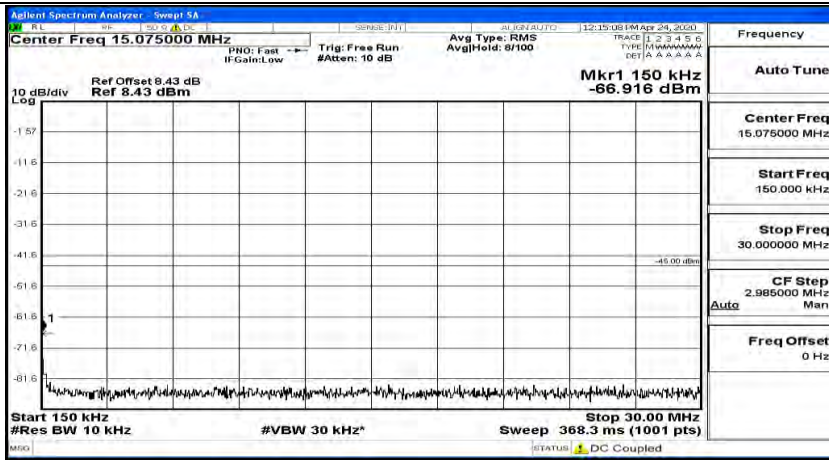 Agilent Spectrum Analyzer - Swept SA
RL RF 50 Ω DC SENSE:INT ALIGN AUTO 12:15:08 PM Apr 24, 2020
Center Freq 15.075000 MHz
PNO: Fast
IFGain:Low
Trig: Free Run
#Atten: 10 dB
Avg Type: RMS
Avg|Hold: 8/100
TRACE 1 2 3 4 5 6
TYPE M WWWWW
DET A A A A A A
Ref Offset 8.43 dB
Ref 8.43 dBm
10 dB/div
Log
Mkr1 150 kHz
-66.916 dBm
-1.57
-11.6
-21.6
-31.6
-41.6
-45.00 dBm
-51.6
-61.6
1
-71.6
-81.6
Start 150 kHz
Stop 30.00 MHz
#Res BW 10 kHz
#VBW 30 kHz*
Sweep 368.3 ms (1001 pts)
MSG
STATUS DC Coupled
Frequency
Auto Tune
Center Freq
15.075000 MHz
Start Freq
150.000 kHz
Stop Freq
30.000000 MHz
CF Step
2.985000 MHz
Auto Man
Freq Offset
0 Hz